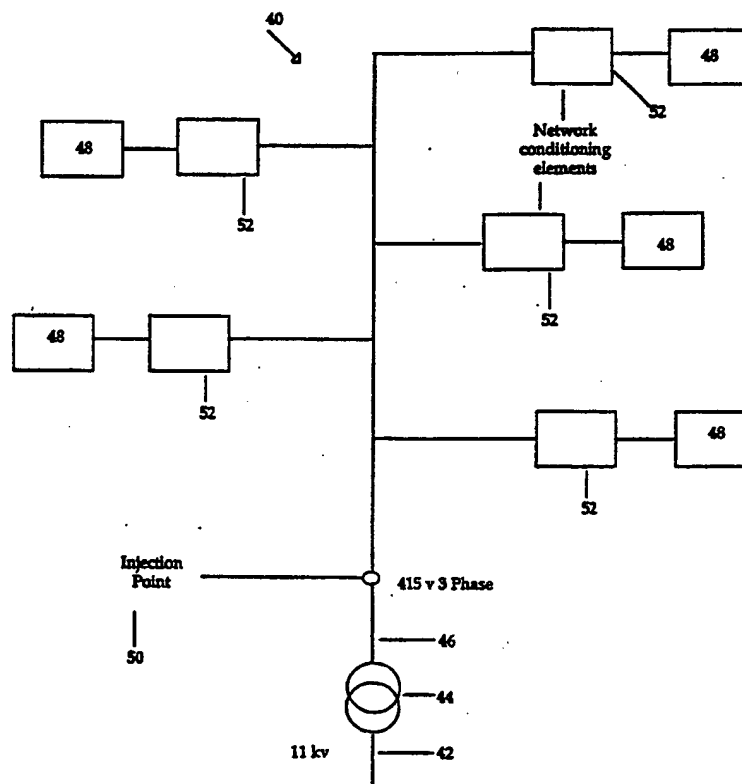 40
48
52
Network
conditioning
elements
48
52
48
52
48
52
48
52
Injection
Point
415 v 3 Phase
50
46
44
11 kv
42